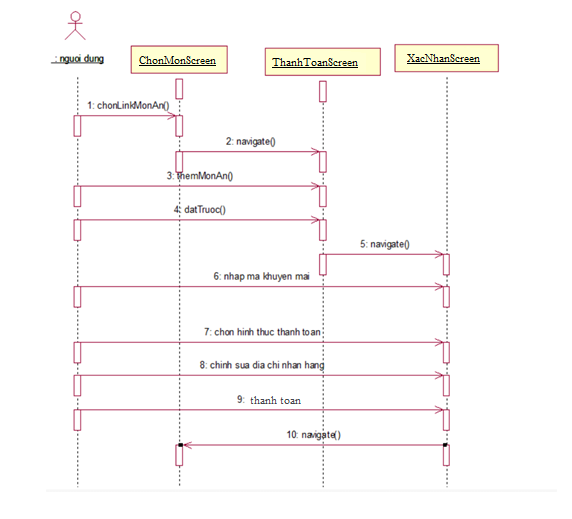 : nguoi dung
ChonMonScreen
ThanhToanScreen
XacNhanScreen
1: chonLinkMonAn()
2: navigate()
3: themMonAn()
4: datTruoc()
5: navigate()
6: nhap ma khuyen mai
7: chon hinh thuc thanh toan
8: chinh sua dia chi nhan hang
9: thanh toan
10: navigate()